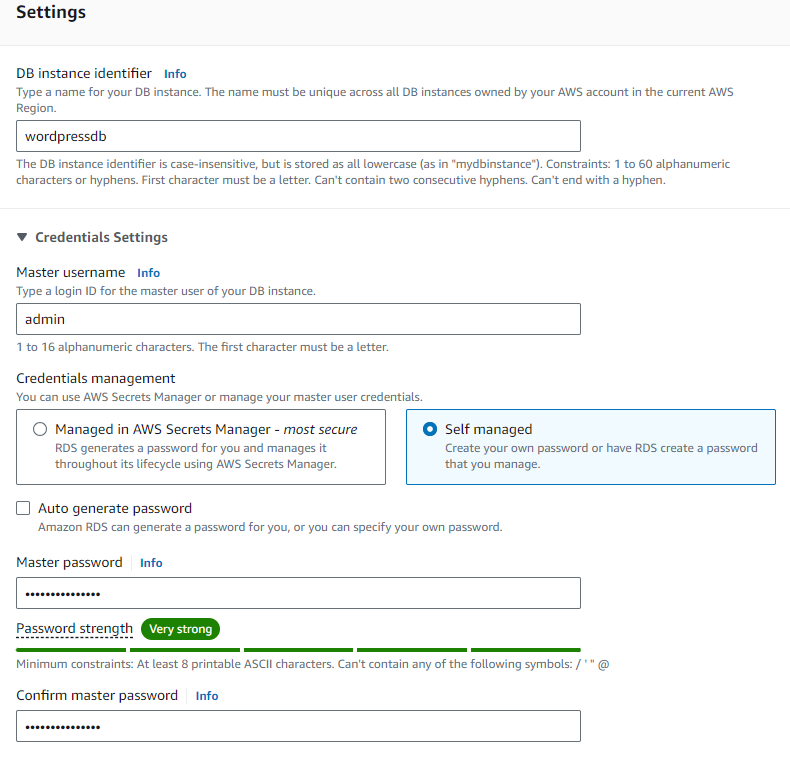 Settings
DB instance identifier Info
Type a name for your DB instance. The name must be unique across all DB instances owned by your AWS account in the current AWS
Region.
wordpressdb
The DB instance identifier is case-insensitive, but is stored as all lowercase (as in "mydbinstance"). Constraints: 1 to 60 alphanumeric
characters or hyphens. First character must be a letter. Can't contain two consecutive hyphens. Can't end with a hyphen.
Credentials Settings
Master username Info
Type a login ID for the master user of your DB instance.
admin
1 to 16 alphanumeric characters. The first character must be a letter.
Credentials management
You can use AWS Secrets Manager or manage your master user credentials.
Managed in AWS Secrets Manager - most secure
RDS generates a password for you and manages it
throughout its lifecycle using AWS Secrets Manager.
Self managed
Create your own password or have RDS create a password
that you manage.
Auto generate password
Amazon RDS can generate a password for you, or you can specify your own password.
Master password Info
•••••••••••••••
Password strength Very strong
Minimum constraints: At least 8 printable ASCII characters. Can't contain any of the following symbols: / ' " @
Confirm master password Info
•••••••••••••••